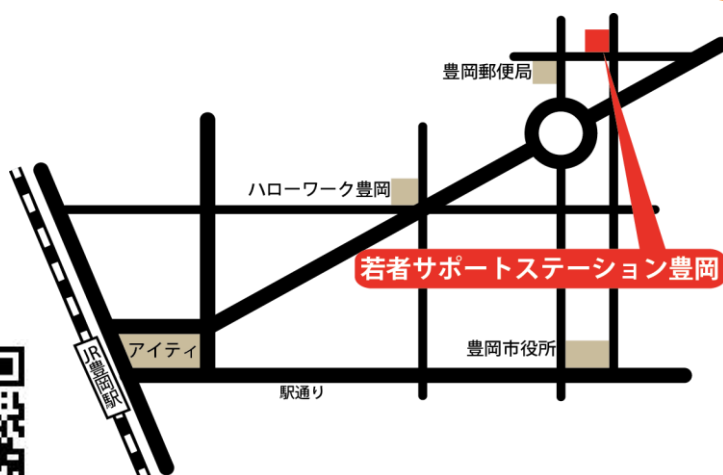 豊岡郵便局
ハローワーク豊岡
若者サポートステーション豊岡
アイティ
豊岡市役所
JR豊岡駅
駅通り